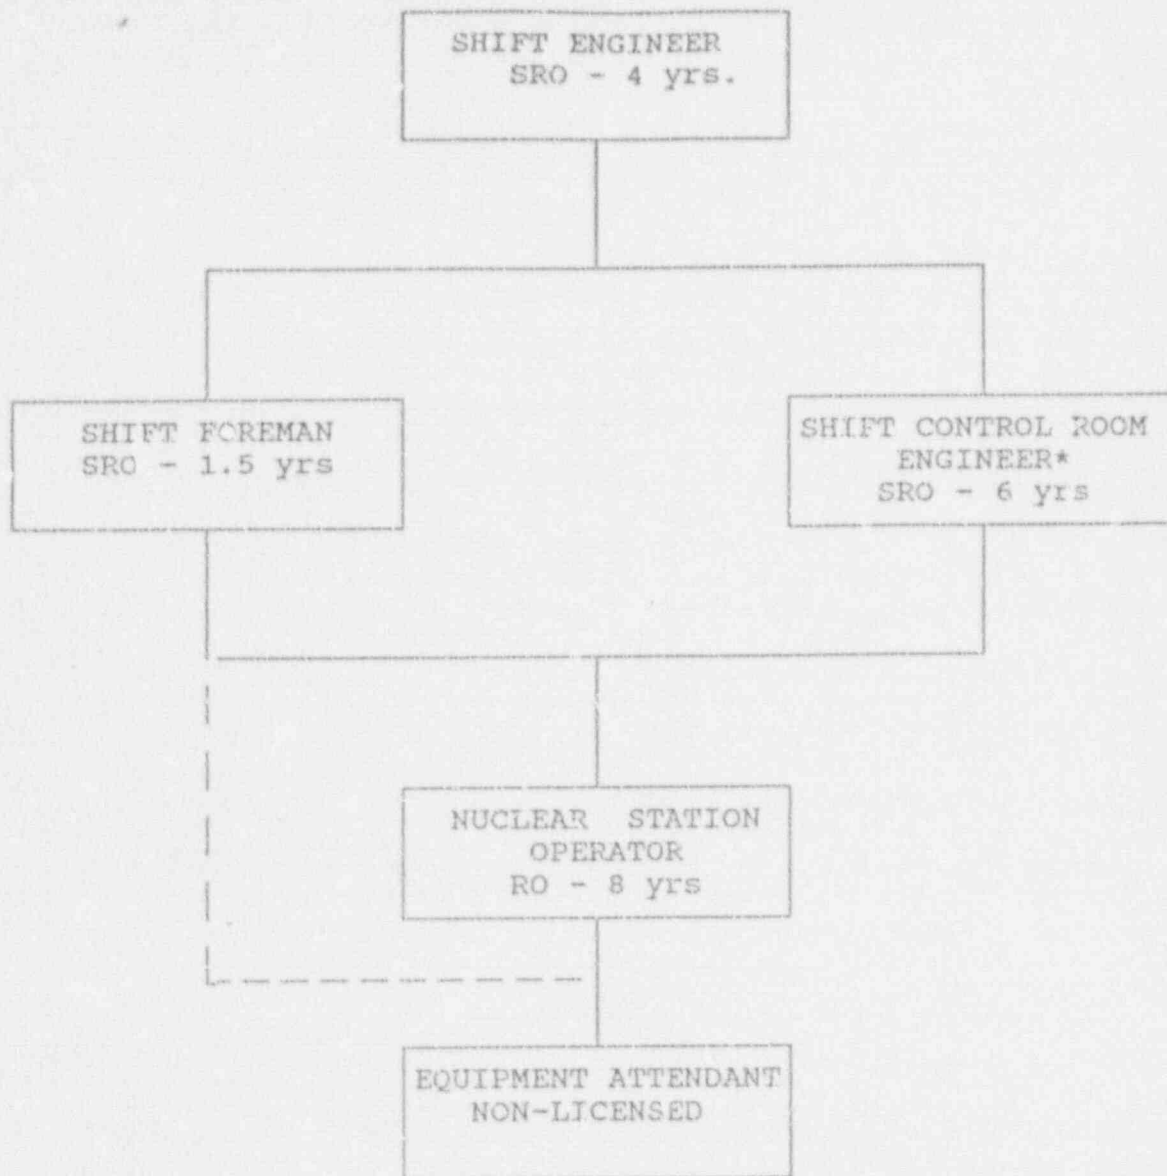 SHIFT ENGINEER
SRO - 4 yrs.
SHIFT FOREMAN
SRO - 1.5 yrs
SHIFT CONTROL ROOM
ENGINEER*
SRO - 6 yrs
NUCLEAR STATION
OPERATOR
RO - 8 yrs
EQUIPMENT ATTENDANT
NON-LICENSED